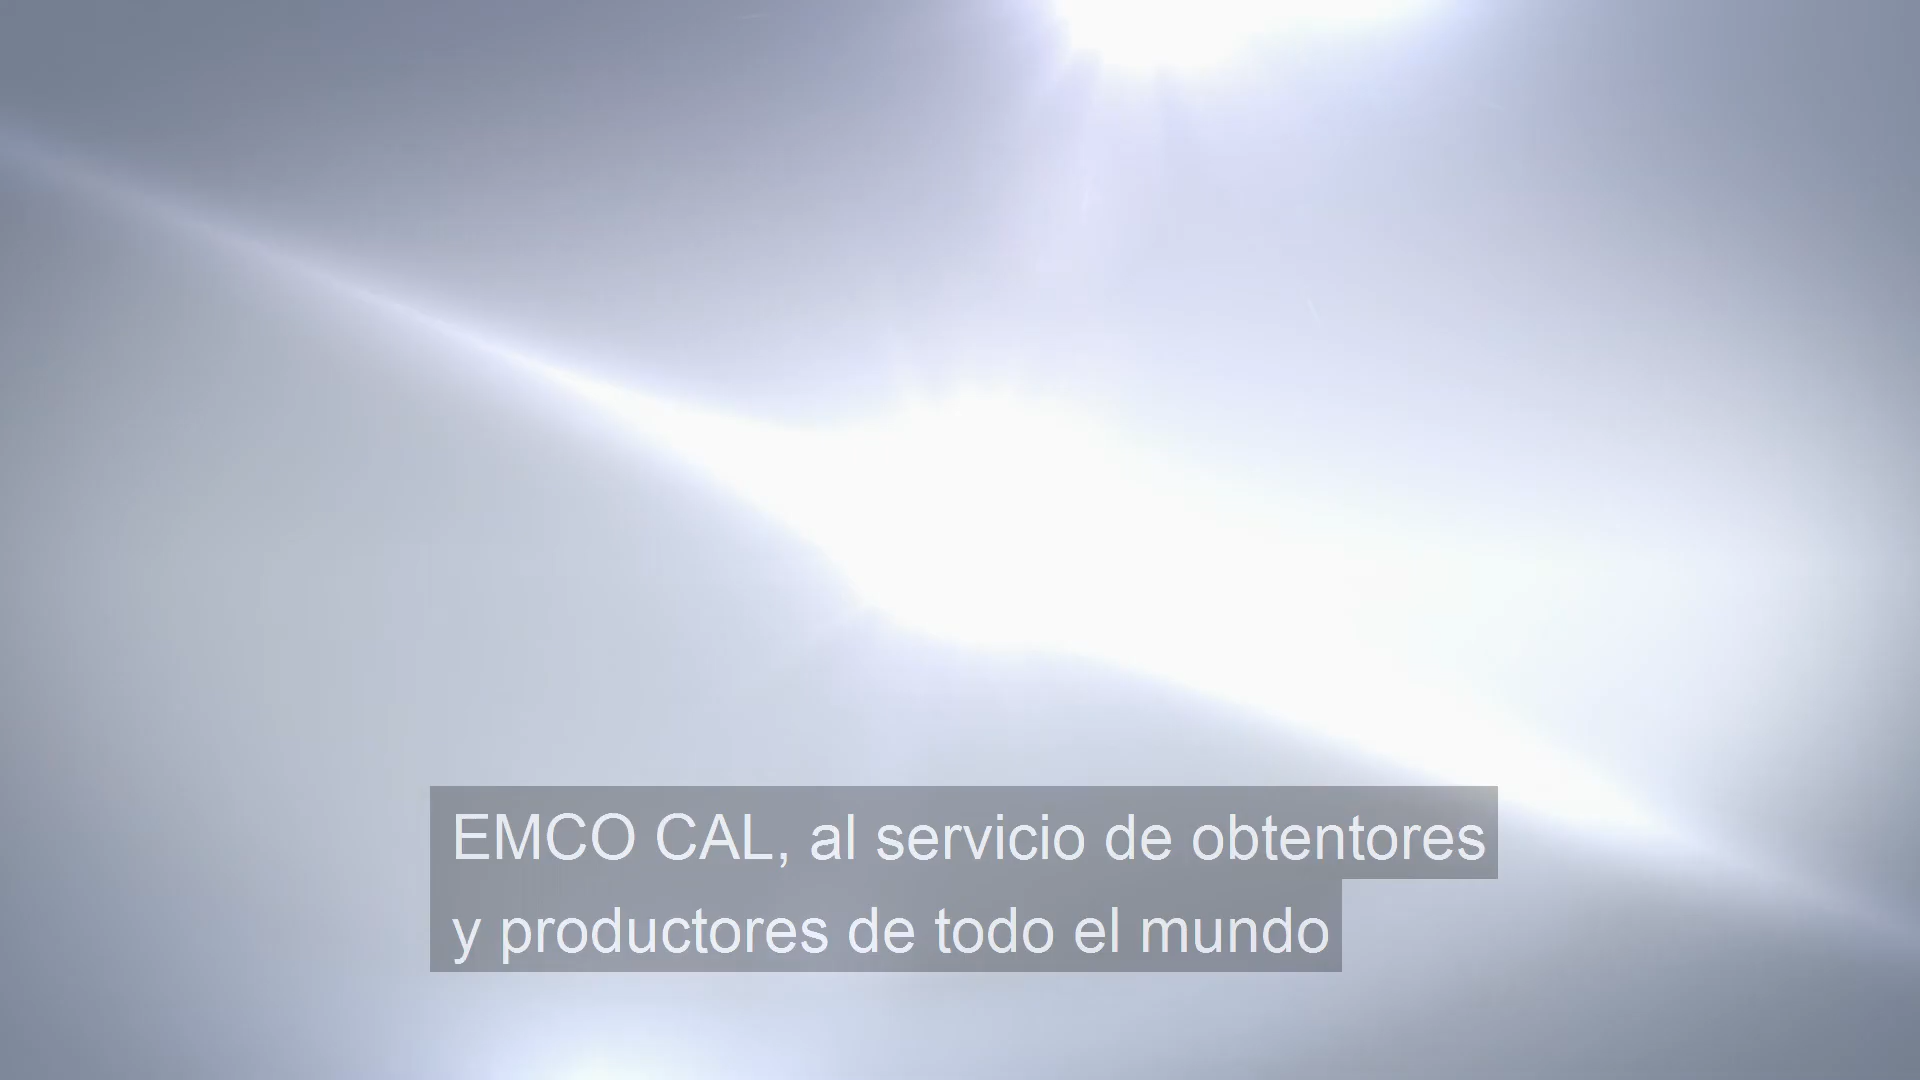 EMCO CAL, al servicio de obtentores
y productores de todo el mundo